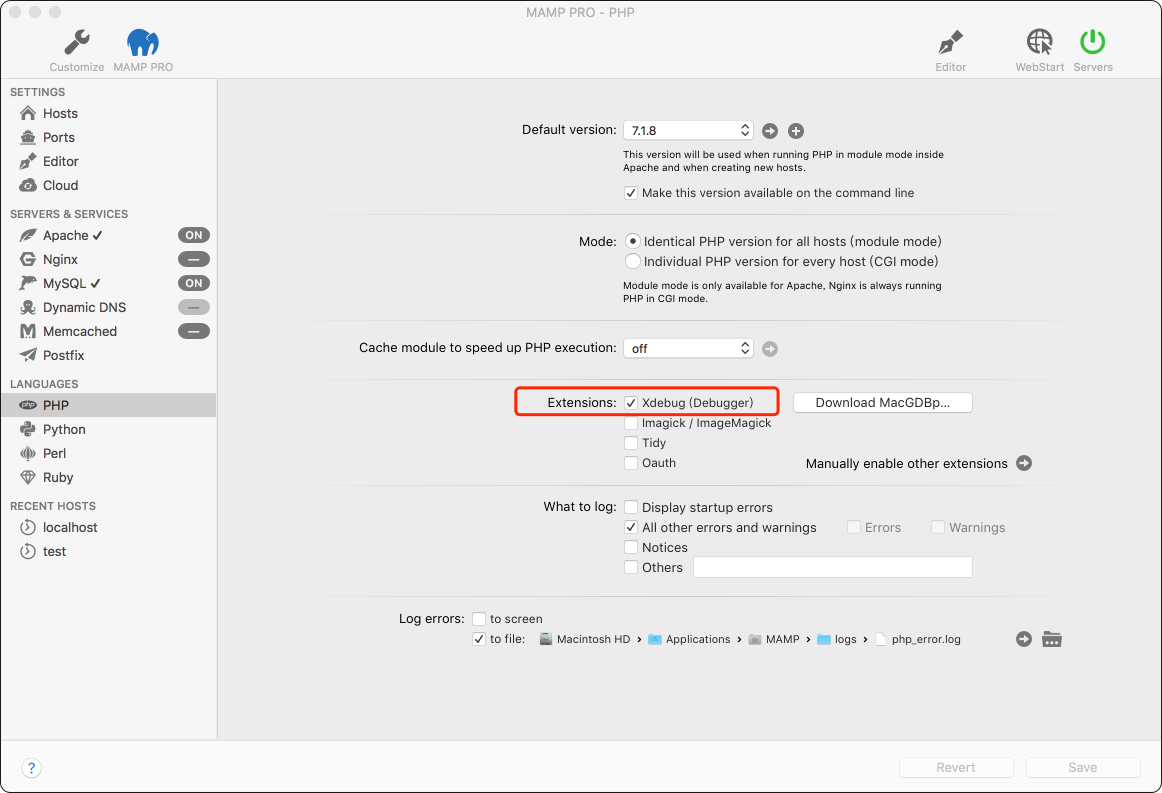 MAMP PRO - PHP
Customize
MAMP PRO
Editor
WebStart
Servers
SETTINGS
Hosts
Ports
Editor
Cloud
SERVERS & SERVICES
Apache ✓ ON
Nginx —
MySQL ✓ ON
Dynamic DNS —
Memcached —
Postfix
LANGUAGES
php PHP
Python
Perl
Ruby
RECENT HOSTS
localhost
test
Default version: 7.1.8
This version will be used when running PHP in module mode inside
Apache and when creating new hosts.
Make this version available on the command line
Mode: Identical PHP version for all hosts (module mode)
Individual PHP version for every host (CGI mode)
Module mode is only available for Apache, Nginx is always running
PHP in CGI mode.
Cache module to speed up PHP execution: off
Extensions: Xdebug (Debugger) Download MacGDBp...
Imagick / ImageMagick
Tidy
Oauth Manually enable other extensions
What to log: Display startup errors
All other errors and warnings Errors Warnings
Notices
Others
Log errors: to screen
to file: Macintosh HD › Applications › MAMP › logs › php_error.log
? Revert Save